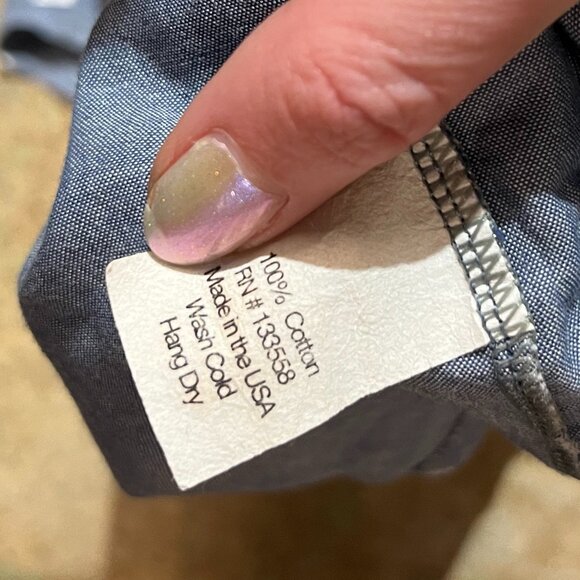 100% Cotton
RN # 133558
Made in the USA
Wash Cold
Hang Dry